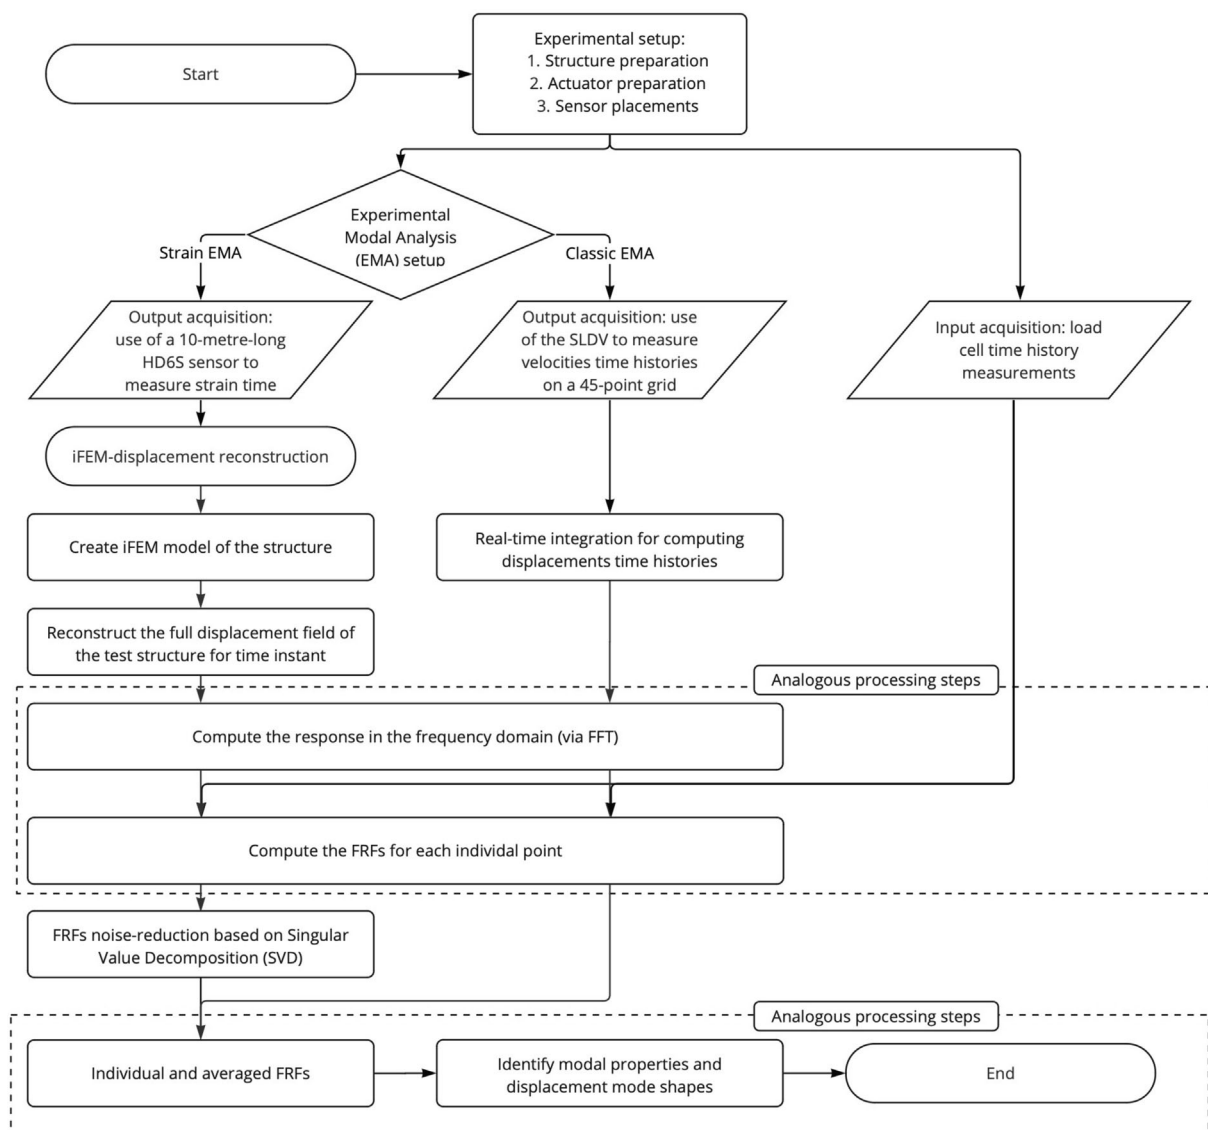 Start
Experimental setup:
1. Structure preparation
2. Actuator preparation
3. Sensor placements
Experimental
Modal Analysis
(EMA) setup
Strain EMA
Classic EMA
Output acquisition:
use of a 10-metre-long
HD6S sensor to
measure strain time
Output acquisition: use
of the SLDV to measure
velocities time histories
on a 45-point grid
Input acquisition: load
cell time history
measurements
iFEM-displacement reconstruction
Create iFEM model of the structure
Real-time integration for computing
displacements time histories
Reconstruct the full displacement field of
the test structure for time instant
Analogous processing steps
Compute the response in the frequency domain (via FFT)
Compute the FRFs for each individal point
FRFs noise-reduction based on Singular
Value Decomposition (SVD)
Analogous processing steps
Individual and averaged FRFs
Identify modal properties and
displacement mode shapes
End